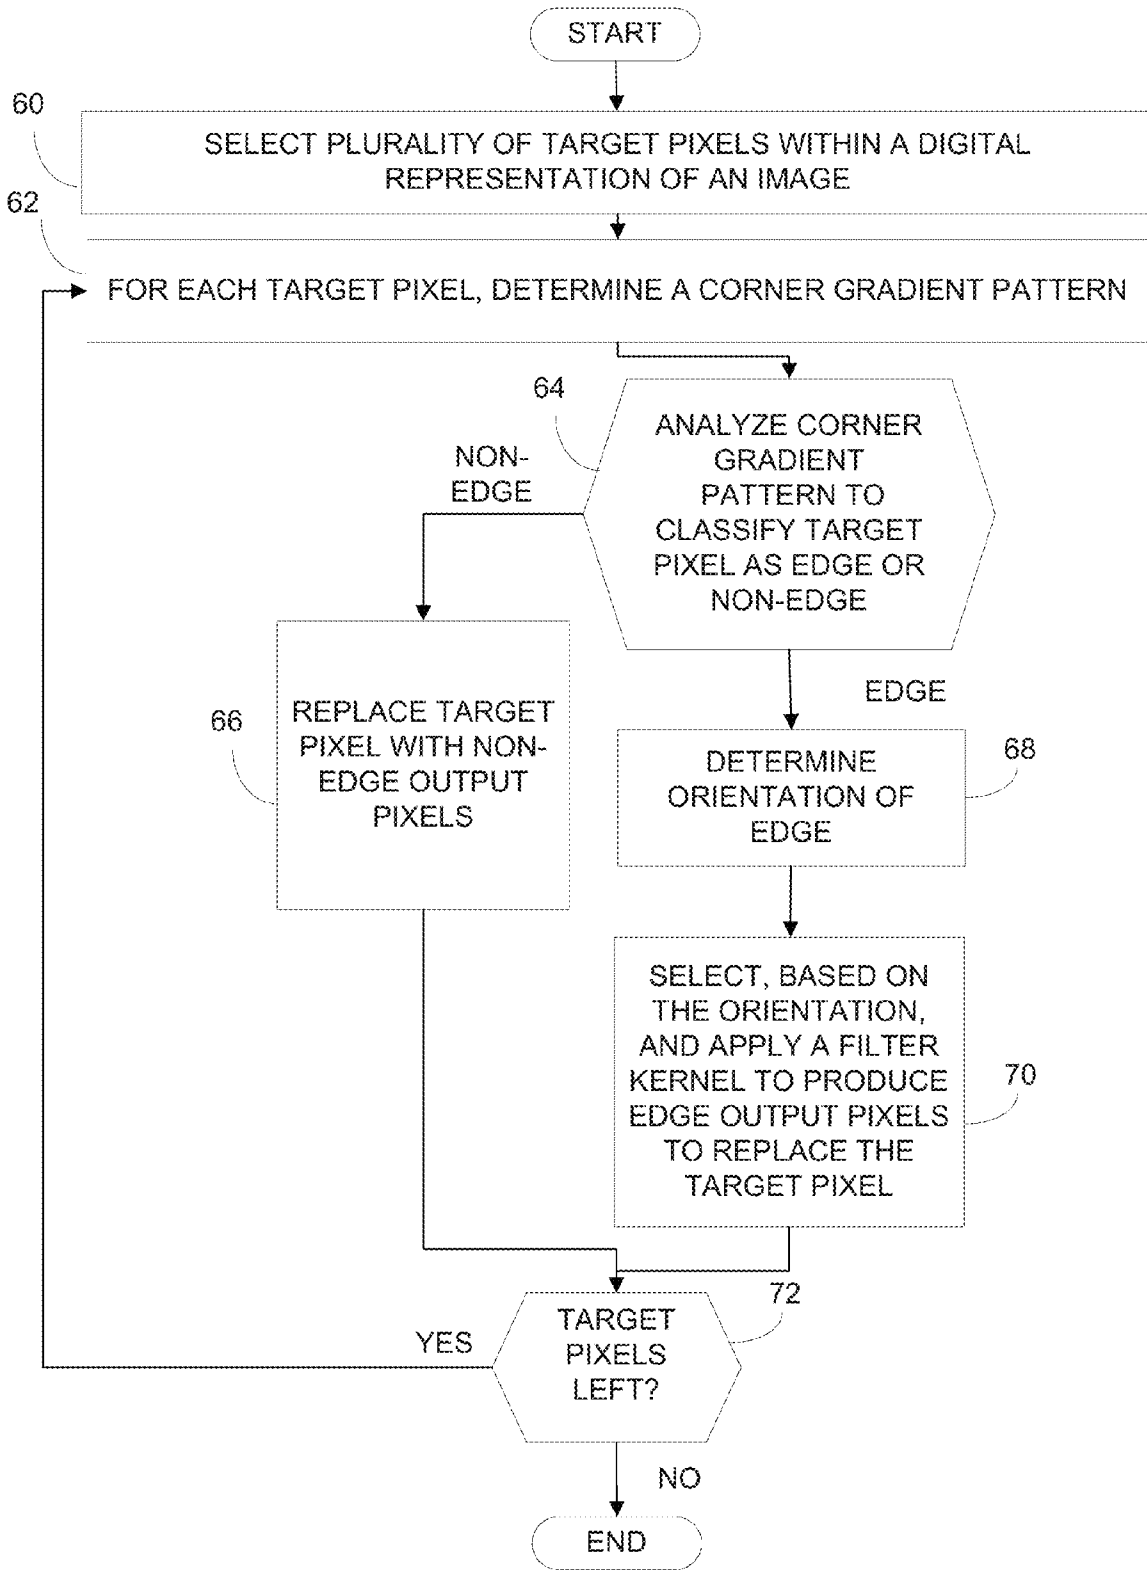 START
60
SELECT PLURALITY OF TARGET PIXELS WITHIN A DIGITAL
REPRESENTATION OF AN IMAGE
62
FOR EACH TARGET PIXEL, DETERMINE A CORNER GRADIENT PATTERN
64
ANALYZE CORNER
GRADIENT
PATTERN TO
CLASSIFY TARGET
PIXEL AS EDGE OR
NON-EDGE
NON-
EDGE
EDGE
66
REPLACE TARGET
PIXEL WITH NON-
EDGE OUTPUT
PIXELS
68
DETERMINE
ORIENTATION OF
EDGE
70
SELECT, BASED ON
THE ORIENTATION,
AND APPLY A FILTER
KERNEL TO PRODUCE
EDGE OUTPUT PIXELS
TO REPLACE THE
TARGET PIXEL
72
TARGET
PIXELS
LEFT?
YES
NO
END